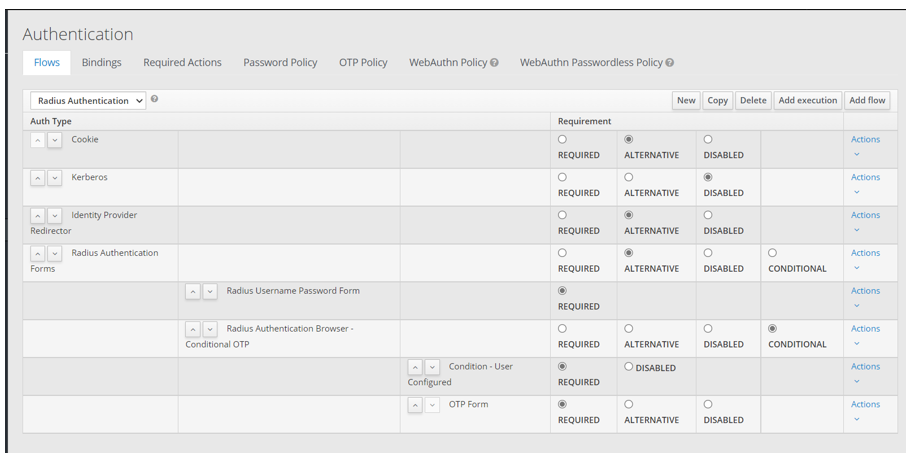 Authentication
Flows Bindings Required Actions Password Policy OTP Policy WebAuthn Policy WebAuthn Passwordless Policy
Radius Authentication New Copy Delete Add execution Add flow
Auth Type Requirement
Cookie REQUIRED ALTERNATIVE DISABLED Actions
Kerberos REQUIRED ALTERNATIVE DISABLED Actions
Identity Provider
Redirector REQUIRED ALTERNATIVE DISABLED Actions
Radius Authentication
Forms REQUIRED ALTERNATIVE DISABLED CONDITIONAL Actions
Radius Username Password Form REQUIRED Actions
Radius Authentication Browser -
Conditional OTP REQUIRED ALTERNATIVE DISABLED CONDITIONAL Actions
Condition - User
Configured REQUIRED DISABLED Actions
OTP Form REQUIRED ALTERNATIVE DISABLED Actions